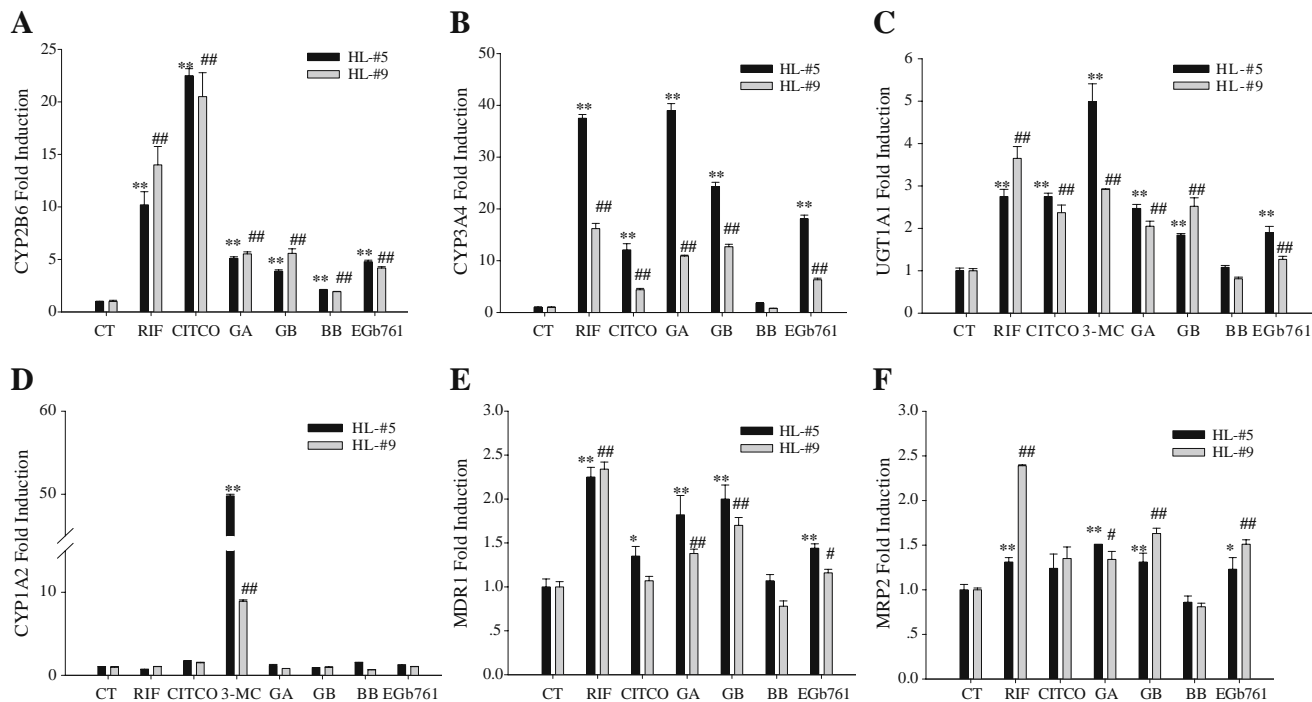 A
CYP2B6 Fold Induction
25
20
15
10
5
0
HL-#5
HL-#9
** ## ** ## ** ## ** ## ** ## ** ##
CT RIF CITCO GA GB BB EGb761
B
CYP3A4 Fold Induction
50
40
30
20
10
0
HL-#5
HL-#9
** ## ** ## ** ## ** ## ** ##
CT RIF CITCO GA GB BB EGb761
C
UGT1A1 Fold Induction
6
5
4
3
2
1
0
HL-#5
HL-#9
** ## ** ## ** ## ** ## ** ## ** ##
CT RIF CITCO 3-MC GA GB BB EGb761
D
CYP1A2 Fold Induction
60
50
10
0
HL-#5
HL-#9
** ##
CT RIF CITCO 3-MC GA GB BB EGb761
E
MDR1 Fold Induction
3.0
2.5
2.0
1.5
1.0
.5
0.0
HL-#5
HL-#9
** ## * ** ## ** ## ** #
CT RIF CITCO GA GB BB EGb761
F
MRP2 Fold Induction
3.0
2.5
2.0
1.5
1.0
.5
0.0
HL-#5
HL-#9
** ## ** # ** ## * ##
CT RIF CITCO GA GB BB EGb761